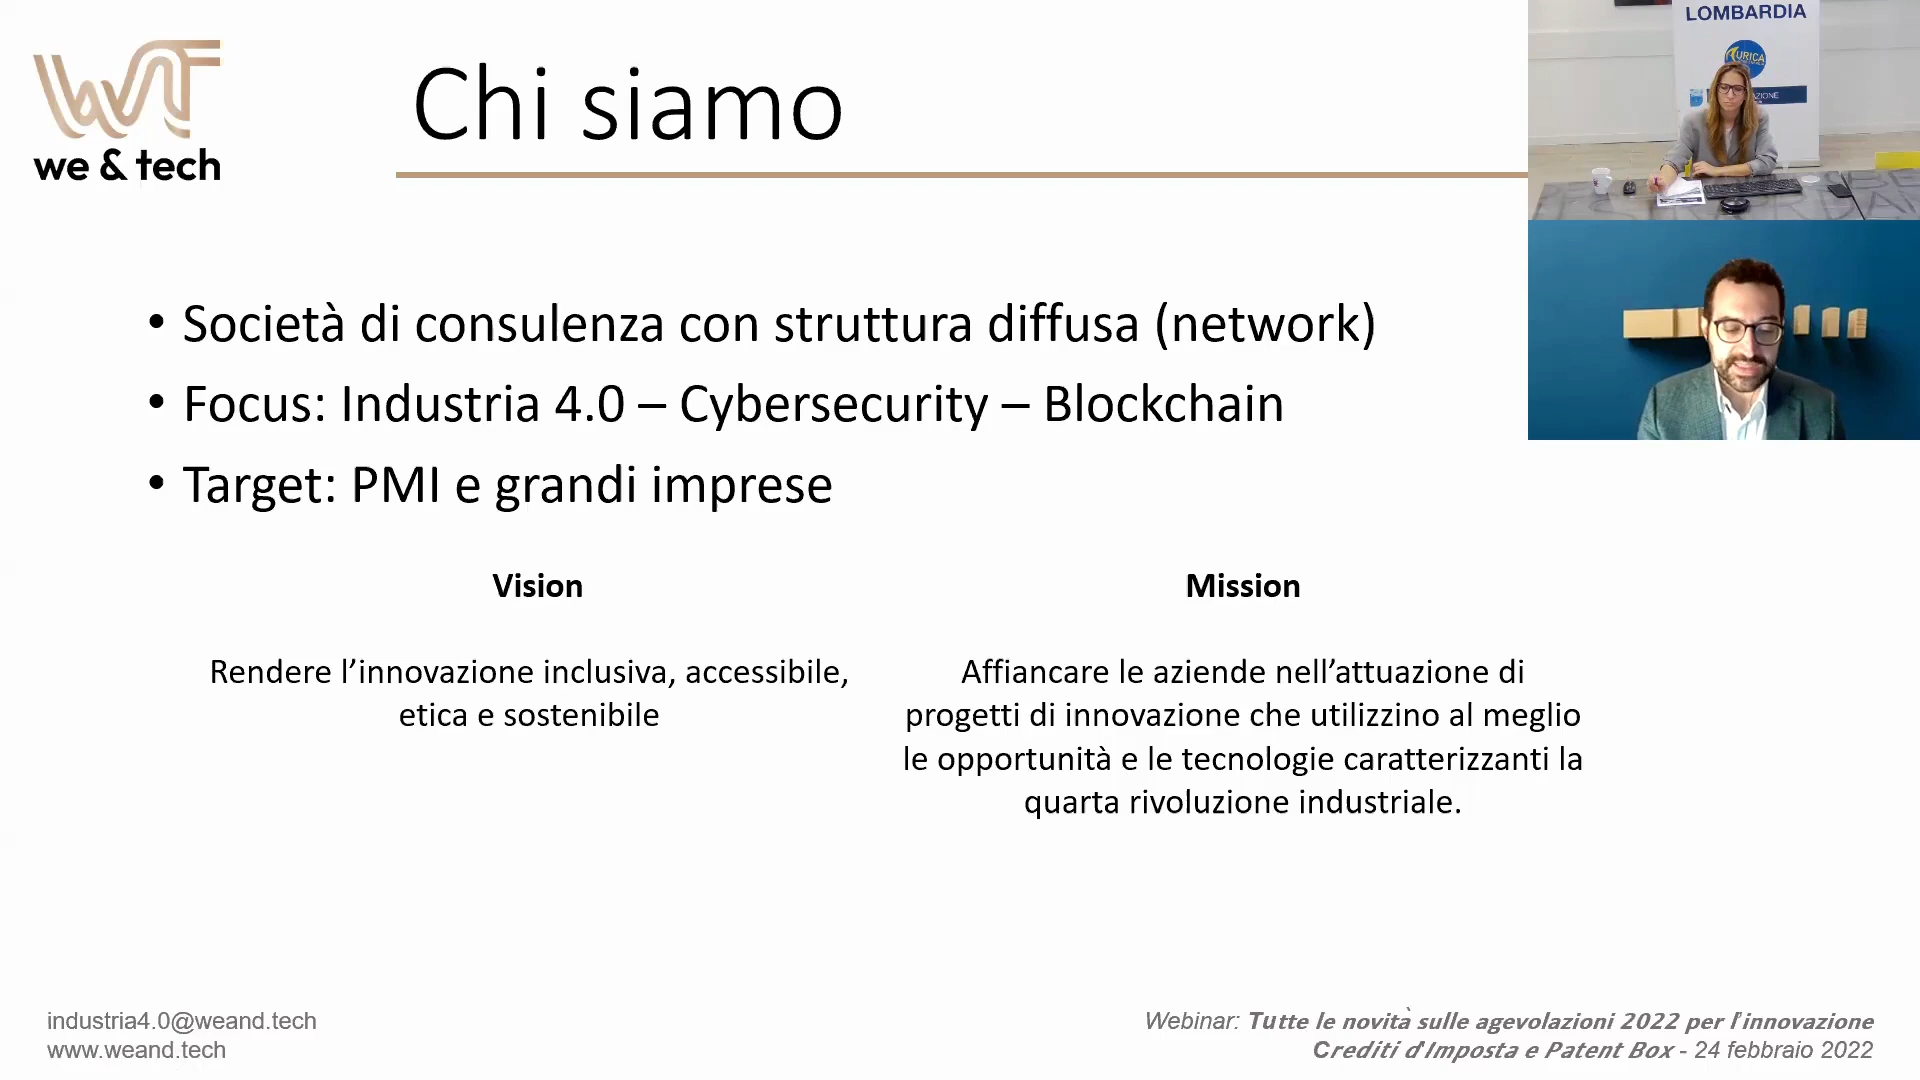 we & tech
Chi siamo
• Società di consulenza con struttura diffusa (network)
• Focus: Industria 4.0 – Cybersecurity – Blockchain
• Target: PMI e grandi imprese
Vision
Rendere l’innovazione inclusiva, accessibile,
etica e sostenibile
Mission
Affiancare le aziende nell’attuazione di
progetti di innovazione che utilizzino al meglio
le opportunità e le tecnologie caratterizzanti la
quarta rivoluzione industriale.
LOMBARDIA
industria4.0@weand.tech
www.weand.tech
Webinar: Tutte le novità sulle agevolazioni 2022 per l'innovazione
Crediti d'Imposta e Patent Box - 24 febbraio 2022